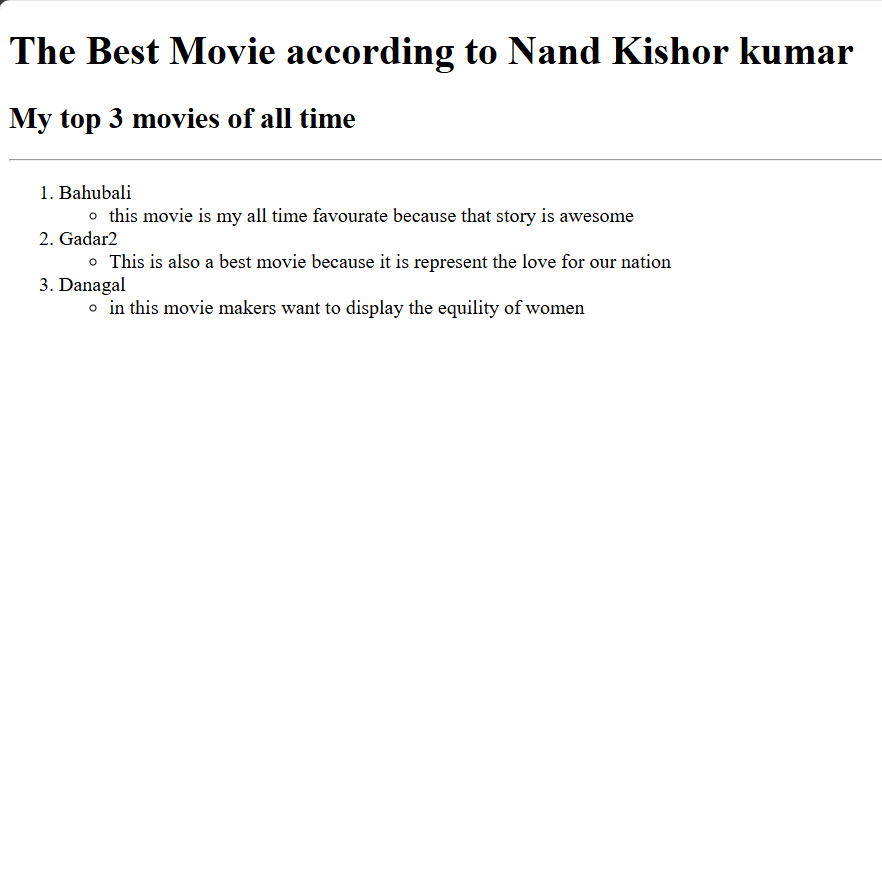 The Best Movie according to Nand Kishor kumar
My top 3 movies of all time
1. Bahubali
this movie is my all time favourate because that story is awesome
2. Gadar2
This is also a best movie because it is represent the love for our nation
3. Danagal
in this movie makers want to display the equility of women